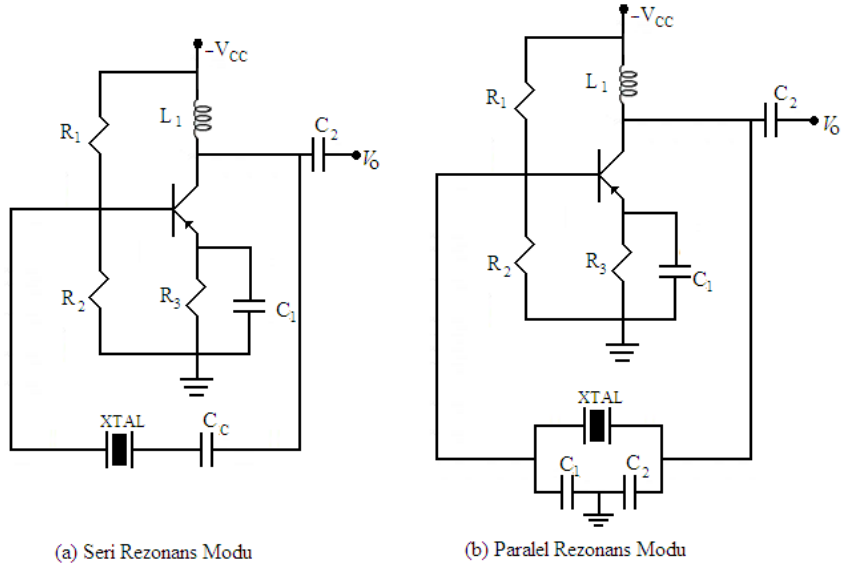 –VCC
L1
R1
C2
VO
R2
R3
C1
XTAL
CC
(a) Seri Rezonans Modu
–VCC
L1
R1
C2
VO
R2
R3
C1
XTAL
C1
C2
(b) Paralel Rezonans Modu